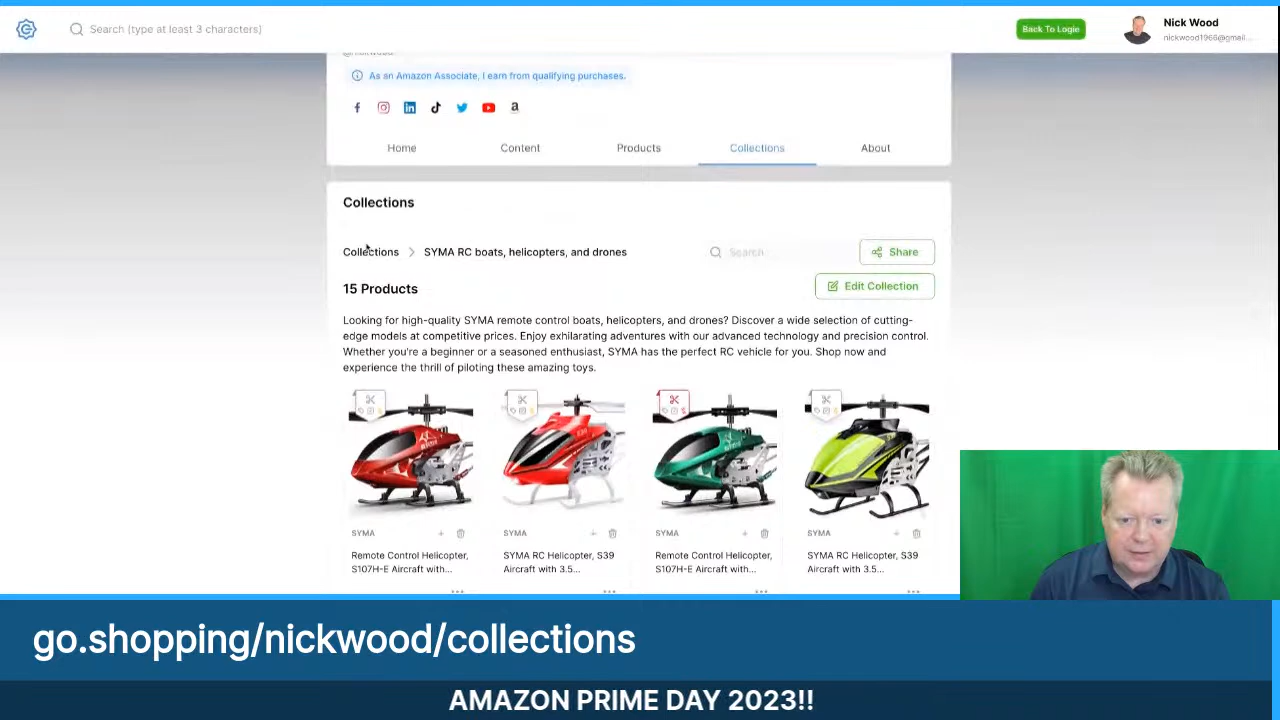 Search (type at least 3 characters)
Back To Logie
Nick Wood
nickwood1966@gmail....
As an Amazon Associate, I earn from qualifying purchases.
Home
Content
Products
Collections
About
Collections
Collections > SYMA RC boats, helicopters, and drones
Search...
Share
15 Products
Edit Collection
Looking for high-quality SYMA remote control boats, helicopters, and drones? Discover a wide selection of cutting-
edge models at competitive prices. Enjoy exhilarating adventures with our advanced technology and precision control.
Whether you're a beginner or a seasoned enthusiast, SYMA has the perfect RC vehicle for you. Shop now and
experience the thrill of piloting these amazing toys.
SYMA
SYMA
SYMA
SYMA
Remote Control Helicopter,
S107H-E Aircraft with...
SYMA RC Helicopter, S39
Aircraft with 3.5...
Remote Control Helicopter,
S107H-E Aircraft with...
SYMA RC Helicopter, S39
Aircraft with 3.5...
go.shopping/nickwood/collections
AMAZON PRIME DAY 2023!!